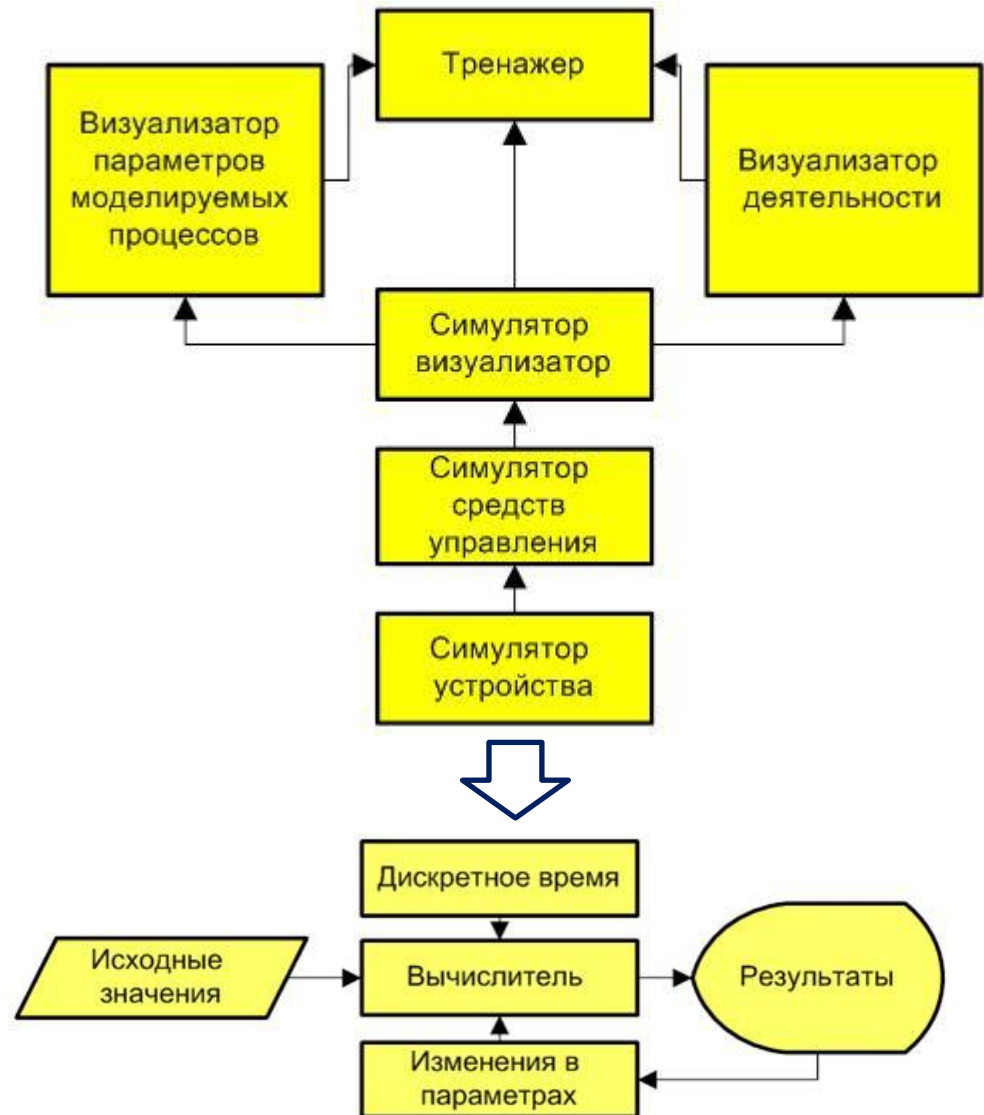 Тренажер
Визуализатор
параметров
моделируемых
процессов
Визуализатор
деятельности
Симулятор
визуализатор
Симулятор
средств
управления
Симулятор
устройства
Дискретное время
Исходные
значения
Вычислитель
Результаты
Изменения в
параметрах